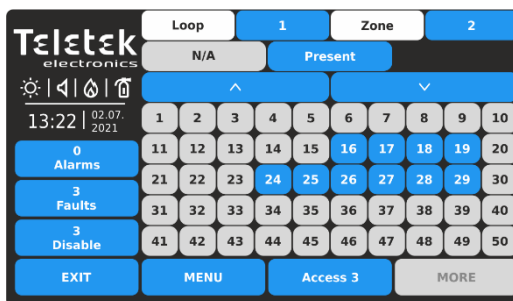 Teletek
electronics
13:22 02.07.
2021
0
Alarms
3
Faults
3
Disable
EXIT
Loop 1 Zone 2
N/A Present
1 2 3 4 5 6 7 8 9 10
11 12 13 14 15 16 17 18 19 20
21 22 23 24 25 26 27 28 29 30
31 32 33 34 35 36 37 38 39 40
41 42 43 44 45 46 47 48 49 50
MENU Access 3 MORE